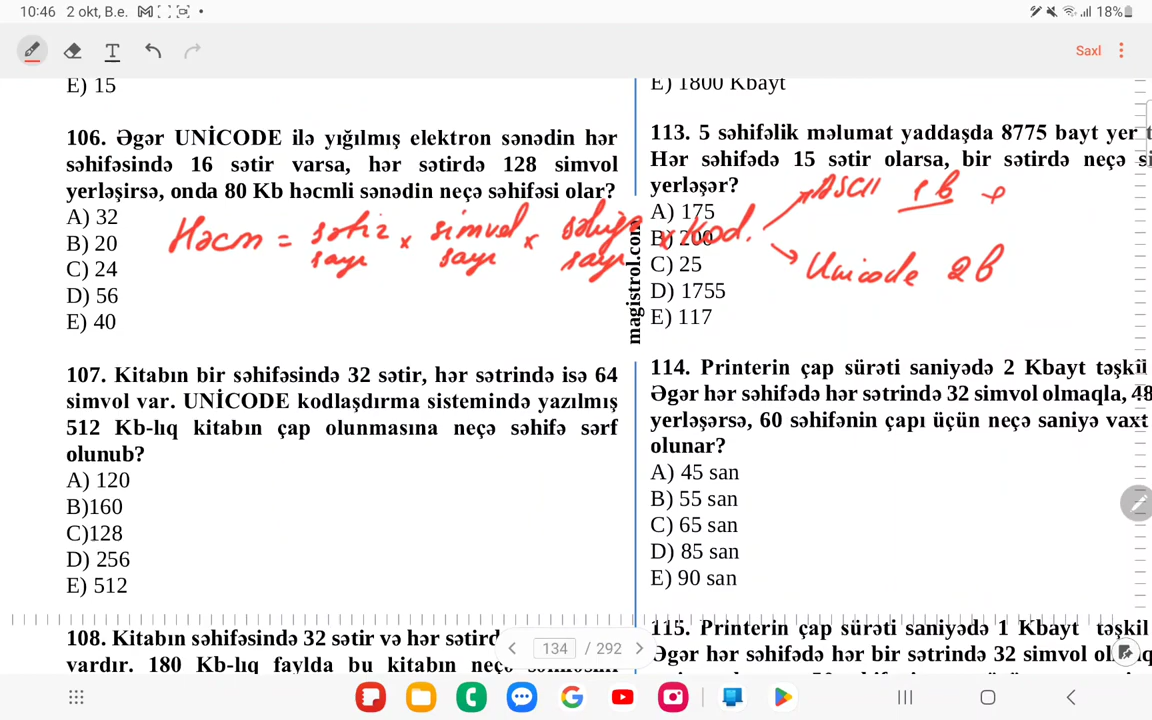 10:46 2 okt, B.e.
18%
T
Saxl
E) 15
106. Əgər UNİCODE ilə yığılmış elektron sənədin hər
səhifəsində 16 sətir varsa, hər sətirdə 128 simvol
yerləşirsə, onda 80 Kb həcmli sənədin neçə səhifəsi olar?
A) 32
B) 20
C) 24
D) 56
E) 40
Həcm = sətir sayı × simvol sayı × səhifə sayı × Kod.
ASCII 1 b
Unicode 2 b
107. Kitabın bir səhifəsində 32 sətir, hər sətrində isə 64
simvol var. UNİCODE kodlaşdırma sistemində yazılmış
512 Kb-lıq kitabın çap olunmasına neçə səhifə sərf
olunub?
A) 120
B)160
C)128
D) 256
E) 512
108. Kitabın səhifəsində 32 sətir və hər sətird
vardır. 180 Kb-lıq faylda bu kitabın neçə
magistrol.com
E) 1800 Kbayt
113. 5 səhifəlik məlumat yaddaşda 8775 bayt yer t
Hər səhifədə 15 sətir olarsa, bir sətirdə neçə si
yerləşər?
A) 175
B) 200
C) 25
D) 1755
E) 117
114. Printerin çap sürəti saniyədə 2 Kbayt təşkil
Əgər hər səhifədə hər sətrində 32 simvol olmaqla, 48
yerləşərsə, 60 səhifənin çapı üçün neçə saniyə vaxt
olunar?
A) 45 san
B) 55 san
C) 65 san
D) 85 san
E) 90 san
115. Printerin çap sürəti saniyədə 1 Kbayt təşkil
Əgər hər səhifədə hər bir sətrində 32 simvol
134 / 292